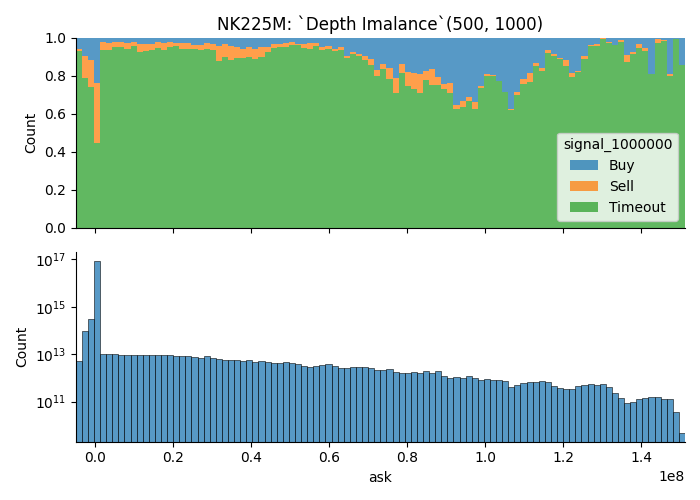 NK225M: `Depth Imalance`(500, 1000)
1.0
0.8
0.6
0.4
0.2
0.0
Count
signal_1000000
Buy
Sell
Timeout
10^17
10^15
10^13
10^11
Count
0.0 0.2 0.4 0.6 0.8 1.0 1.2 1.4
1e8
ask